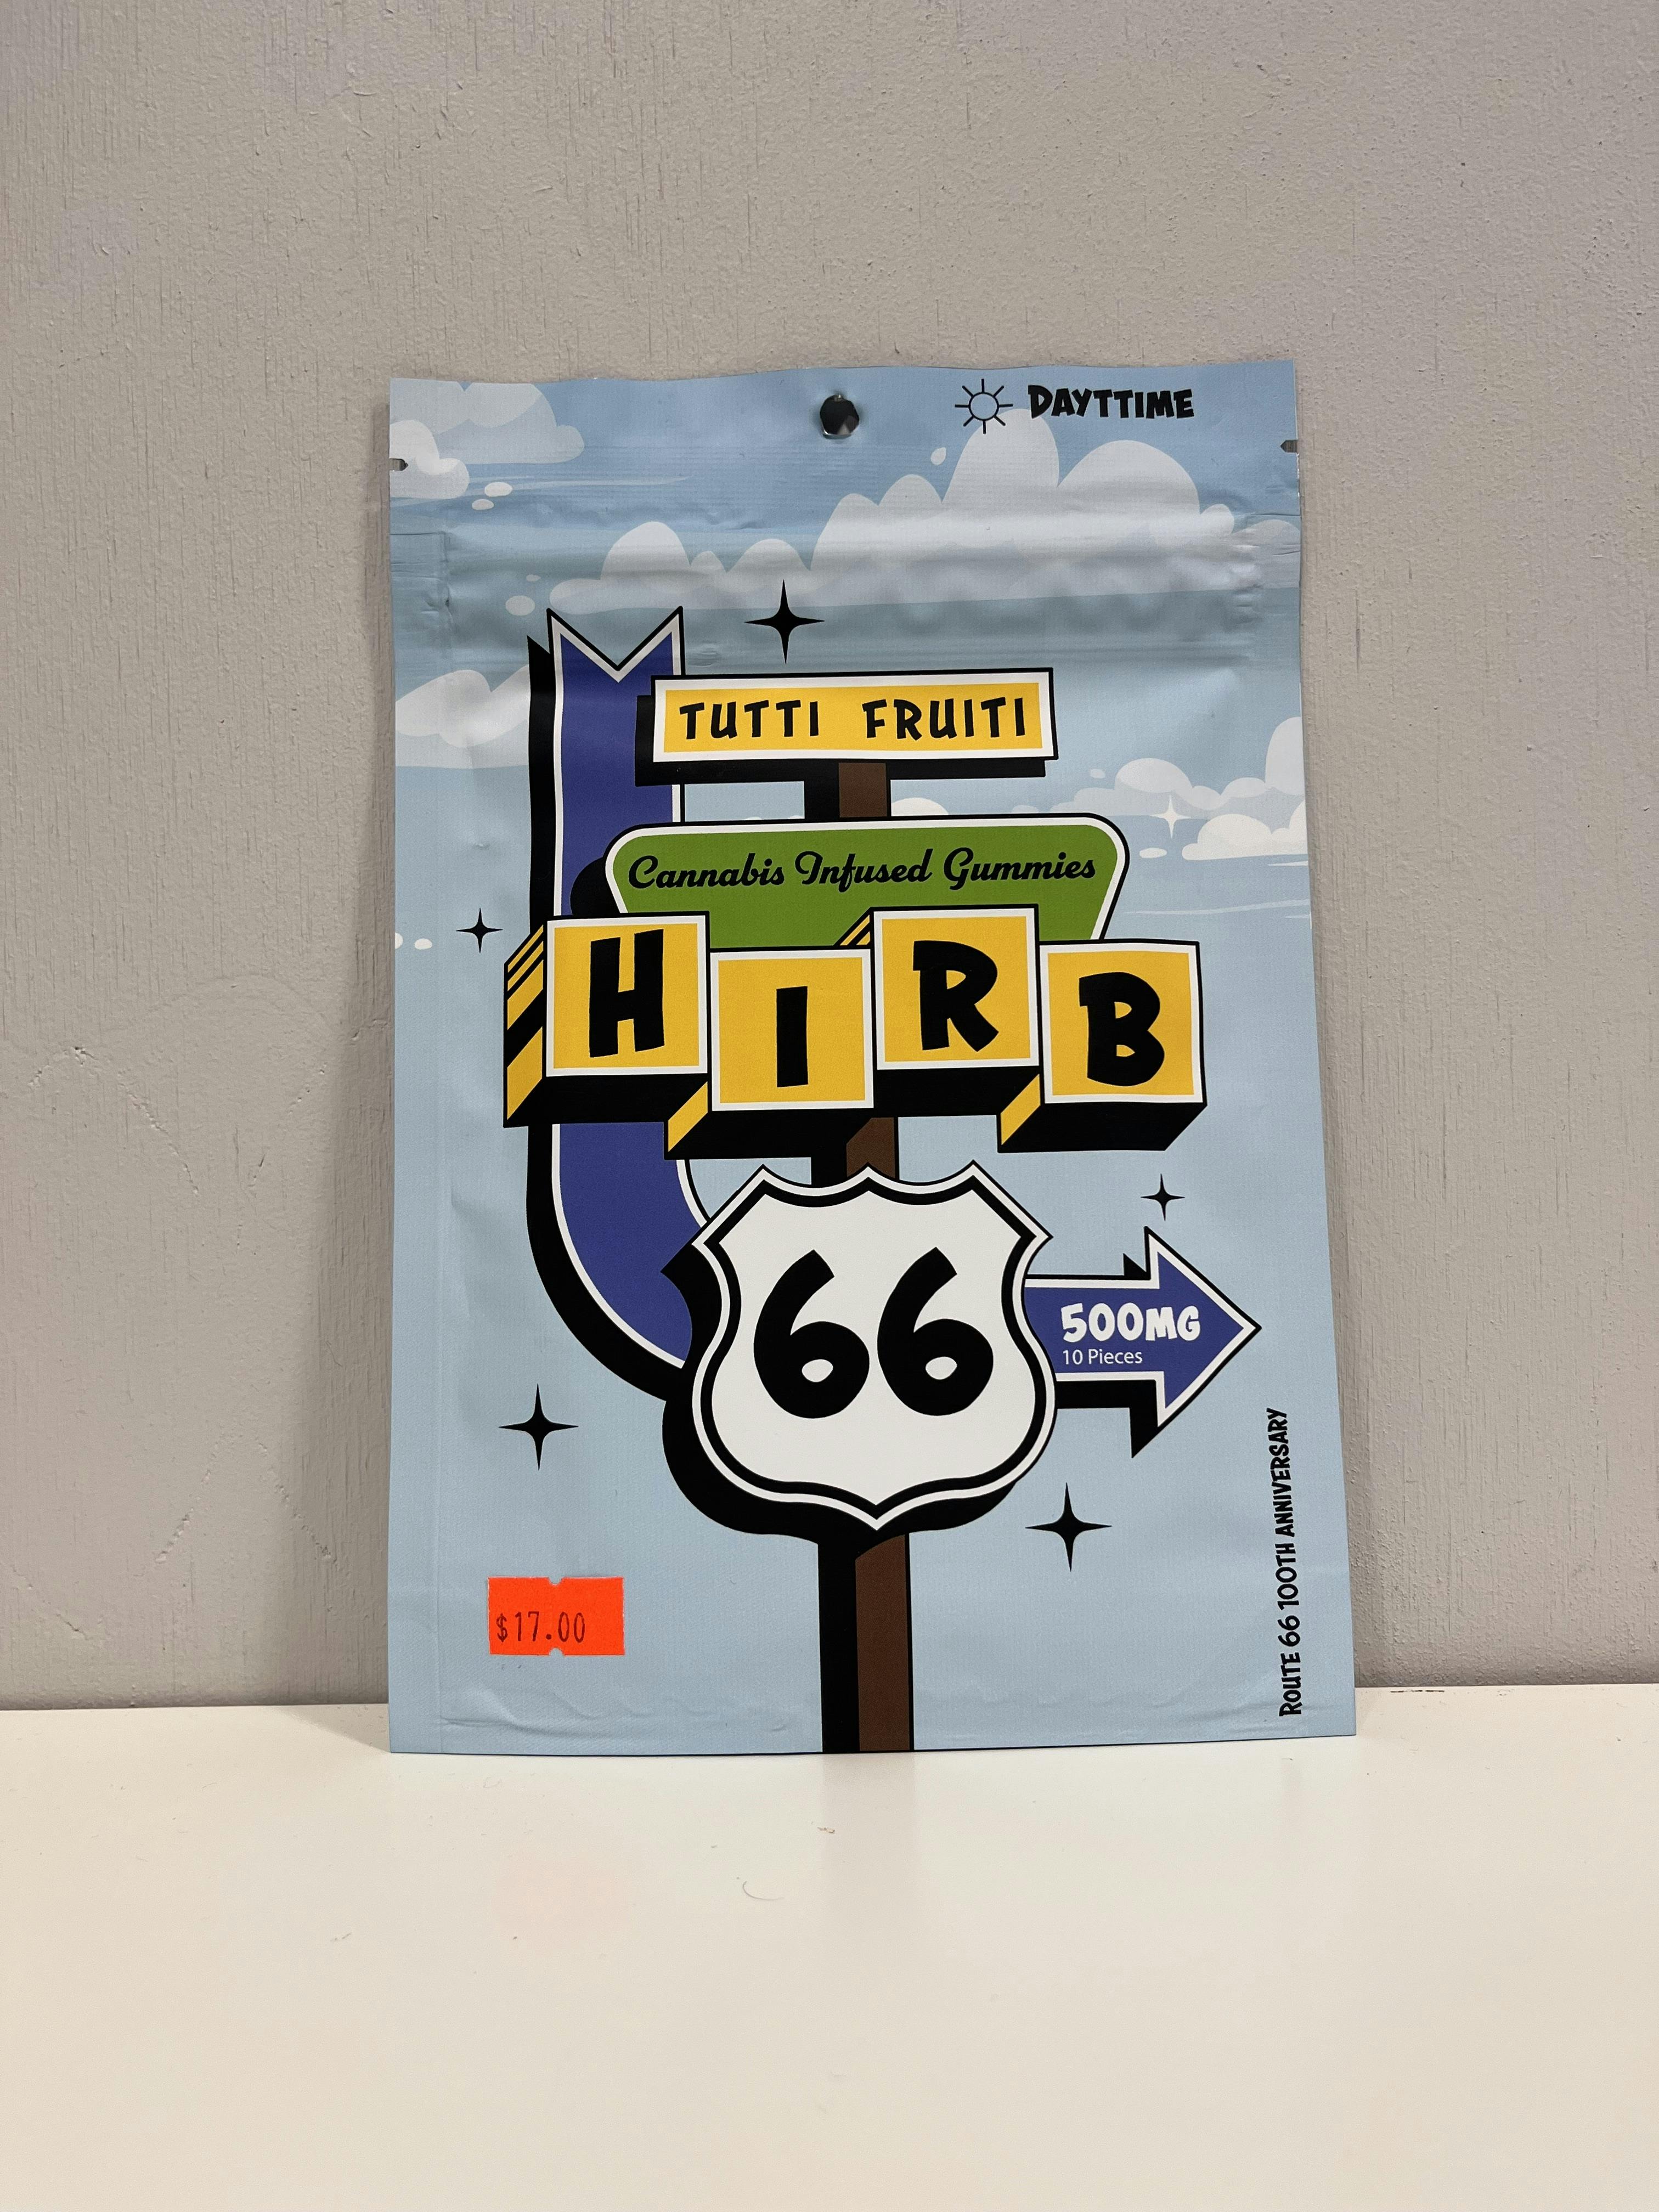 DAYTTIME
TUTTI FRUITI
Cannabis Infused Gummies
HIRB
66
500MG
10 Pieces
ROUTE 66 100TH ANNIVERSARY
$17.00